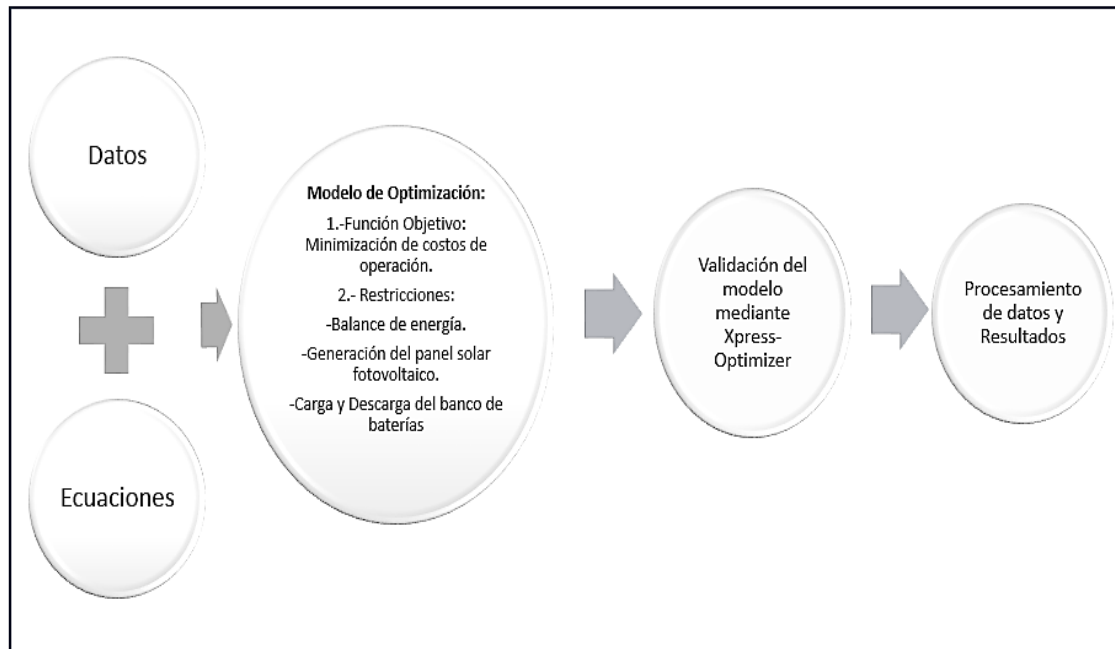 Datos
Ecuaciones
Modelo de Optimización:
1.-Función Objetivo:
Minimización de costos de
operación.
2.- Restricciones:
-Balance de energía.
-Generación del panel solar
fotovoltaico.
-Carga y Descarga del banco de
baterías
Validación del
modelo mediante
Xpress-
Optimizer
Procesamiento
de datos y
Resultados